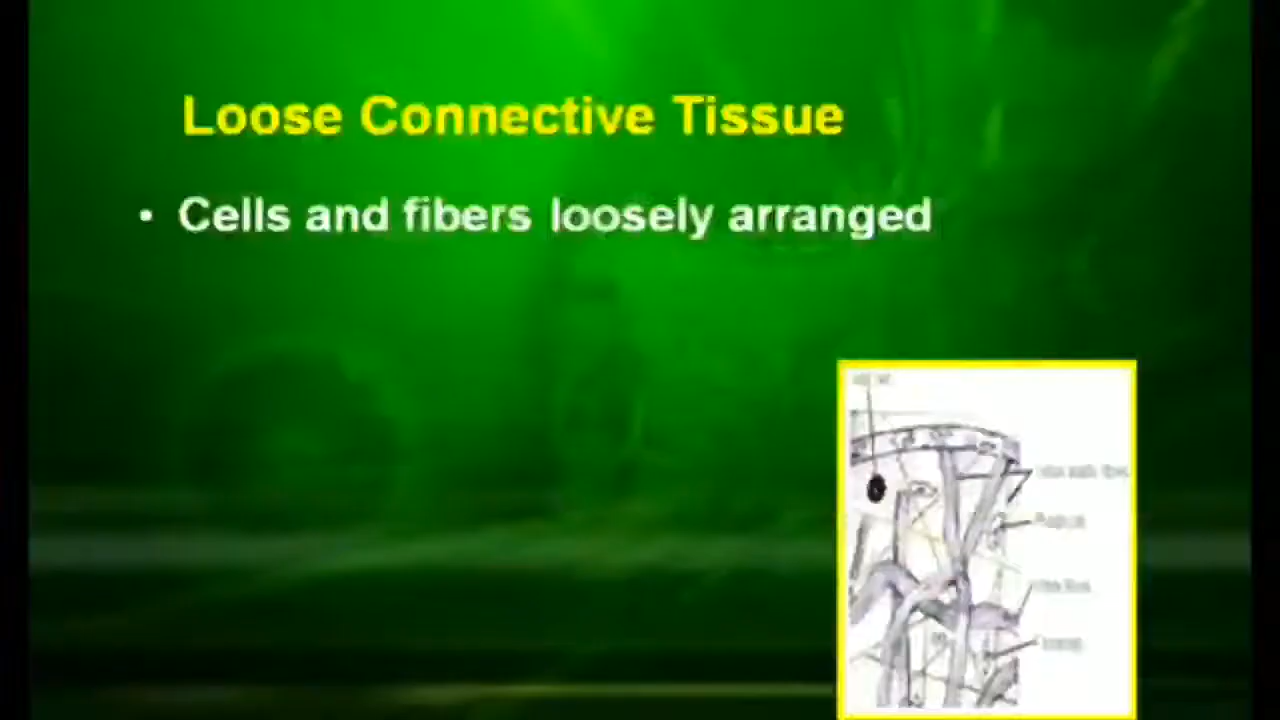 Loose Connective Tissue
• Cells and fibers loosely arranged